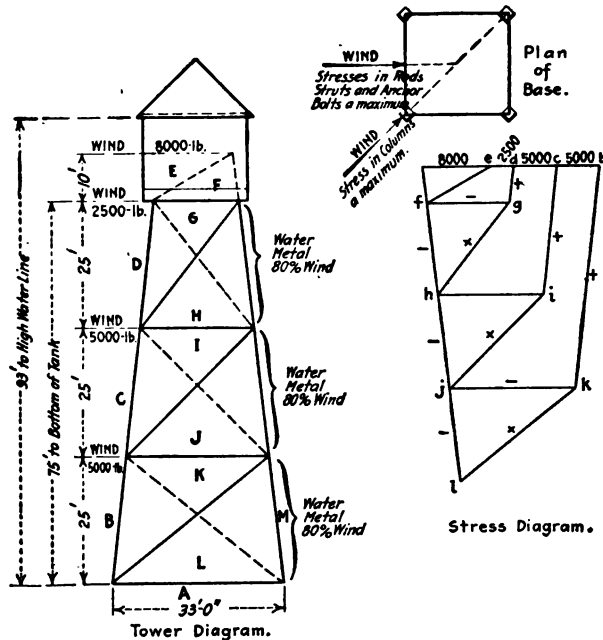 WIND
Stresses in Rods
Struts and Anchor
Bolts a maximum.
Plan
of
Base.
WIND
Stress in Columns
a maximum.
WIND
8000-lb.
E
F
10'
WIND
2500-lb.
G
D
25'
Water
Metal
80% Wind
H
WIND
5000-lb.
I
C
25'
Water
Metal
80% Wind
J
WIND
5000 lb.
K
B
25'
M
Water
Metal
80% Wind
L
A
33'-0"
93' to High Water Line
75' to Bottom of Tank
Tower Diagram.
8000 e 2500 d 5000 c 5000 b
f - g +
- x + +
h i
- x
j - k
- x
l
Stress Diagram.